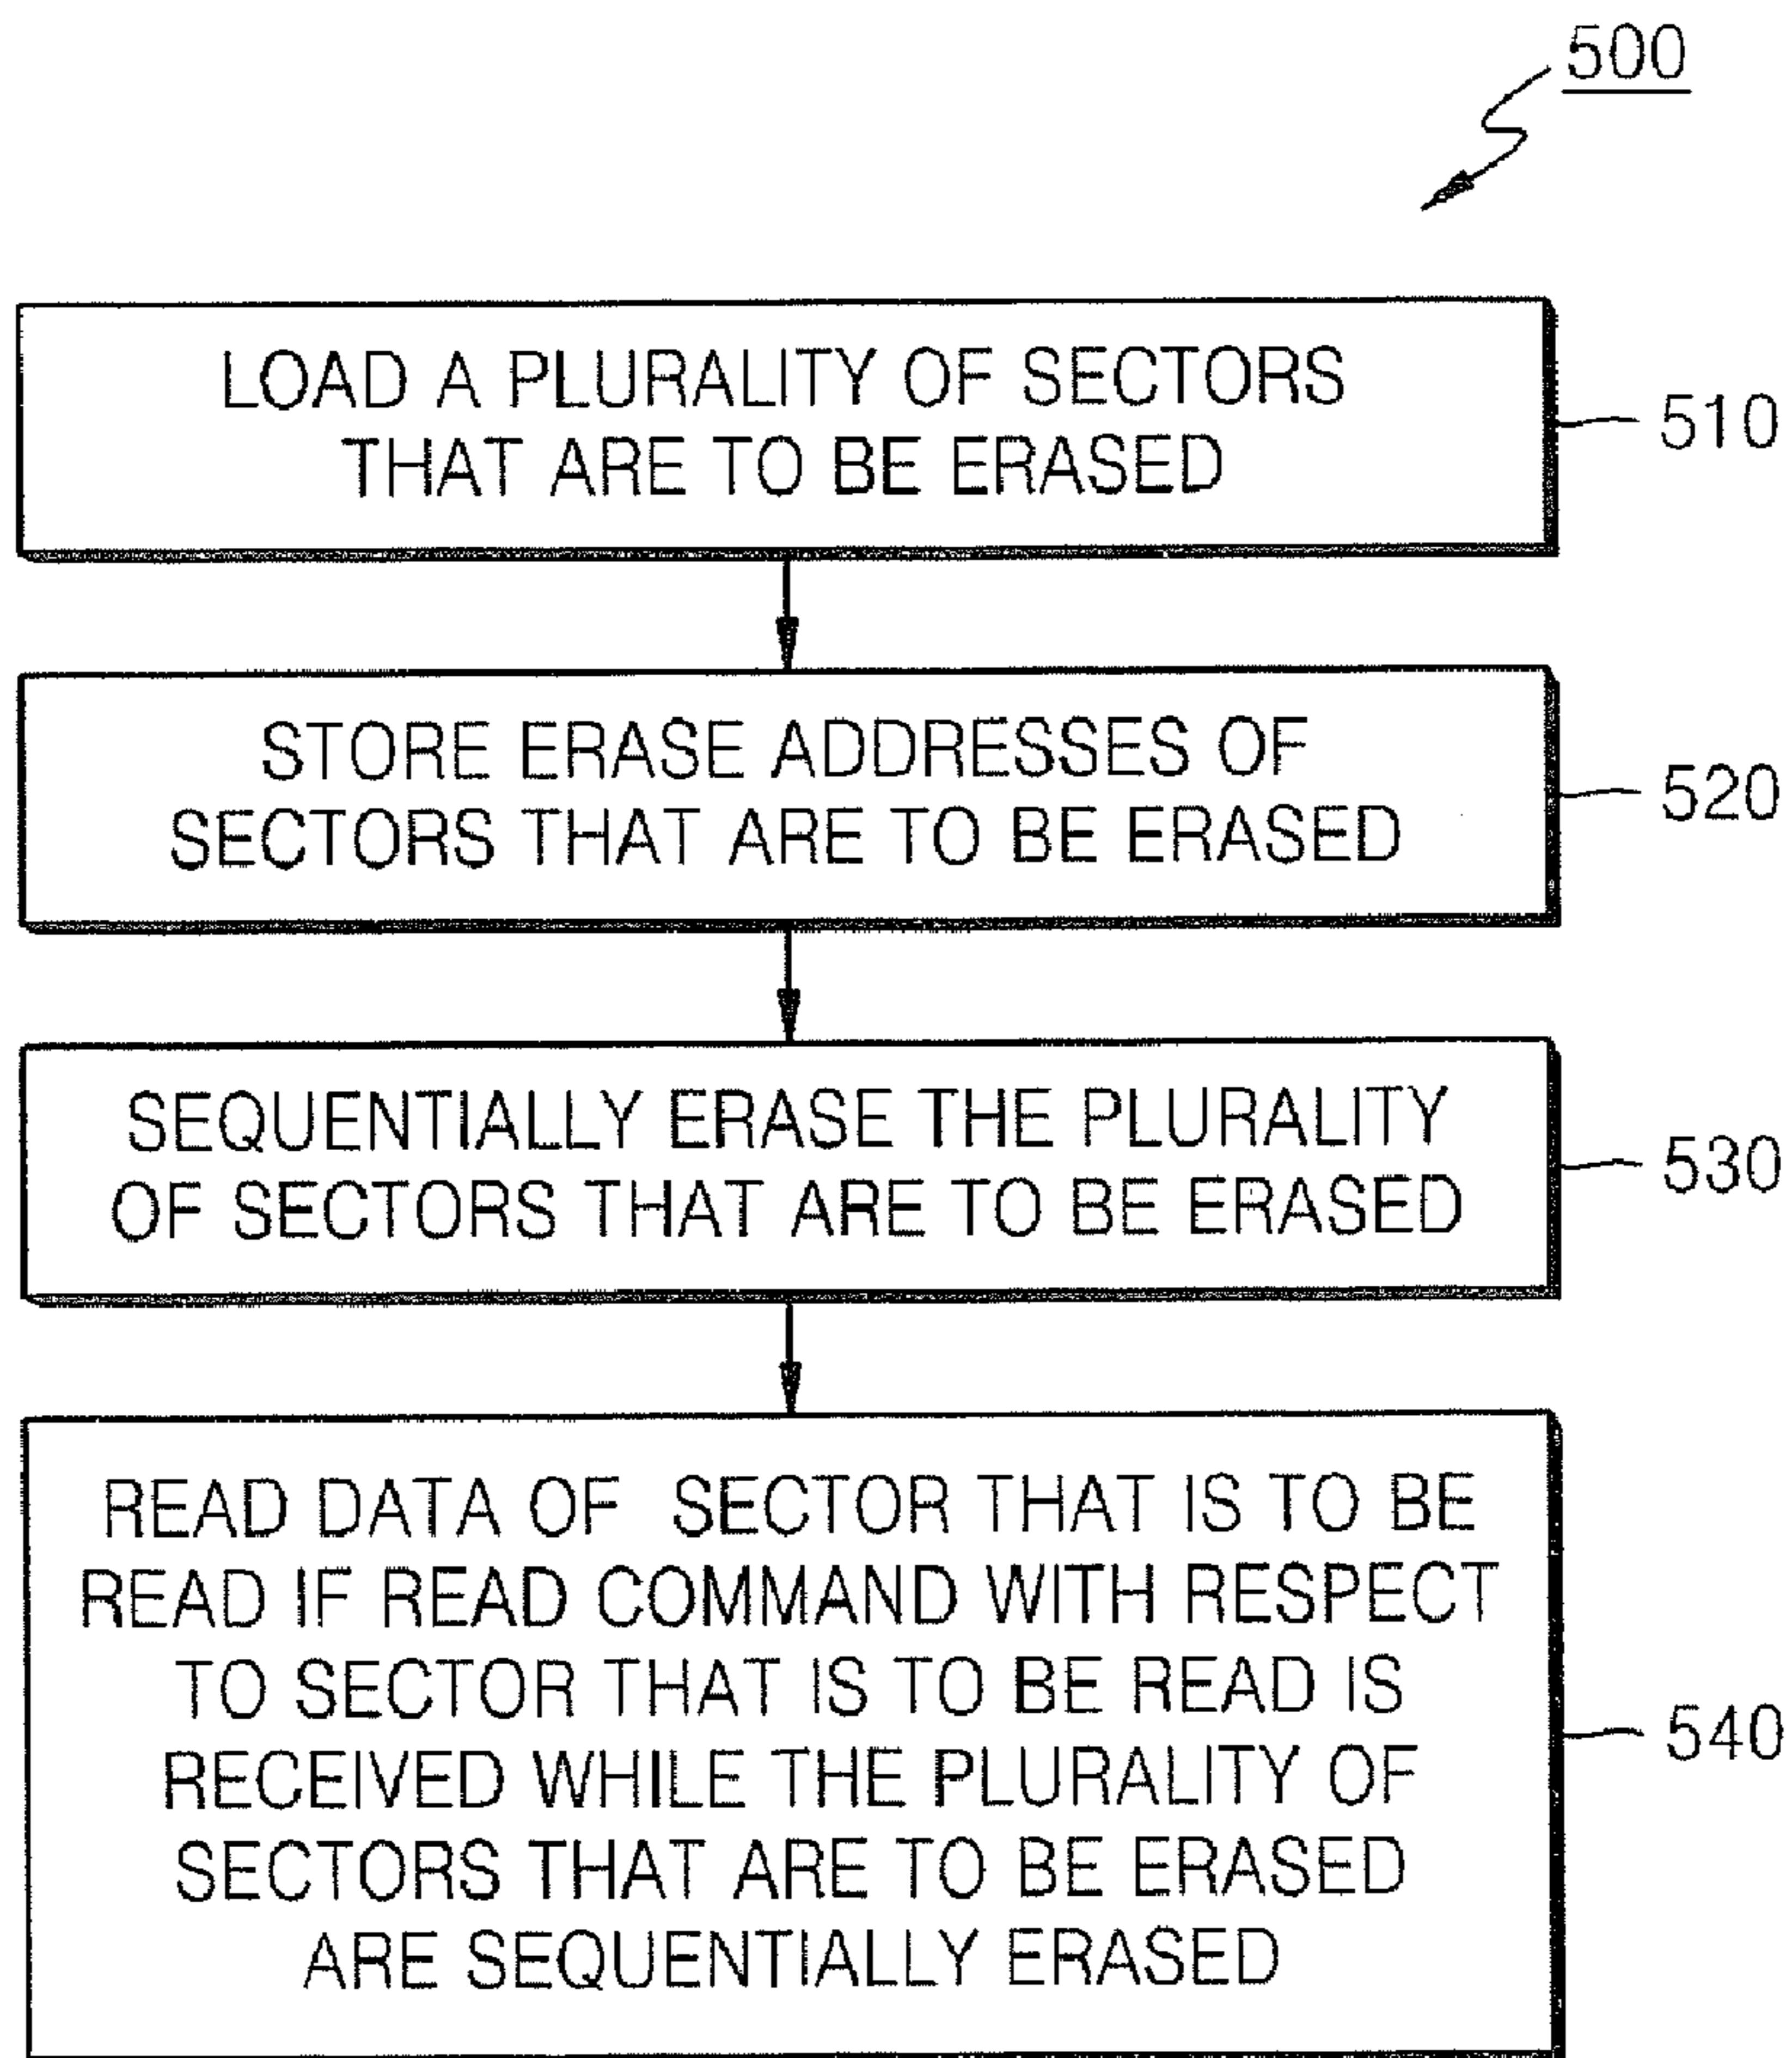 500
LOAD A PLURALITY OF SECTORS
THAT ARE TO BE ERASED
510
STORE ERASE ADDRESSES OF
SECTORS THAT ARE TO BE ERASED
520
SEQUENTIALLY ERASE THE PLURALITY
OF SECTORS THAT ARE TO BE ERASED
530
READ DATA OF SECTOR THAT IS TO BE
READ IF READ COMMAND WITH RESPECT
TO SECTOR THAT IS TO BE READ IS
RECEIVED WHILE THE PLURALITY OF
SECTORS THAT ARE TO BE ERASED
ARE SEQUENTIALLY ERASED
540